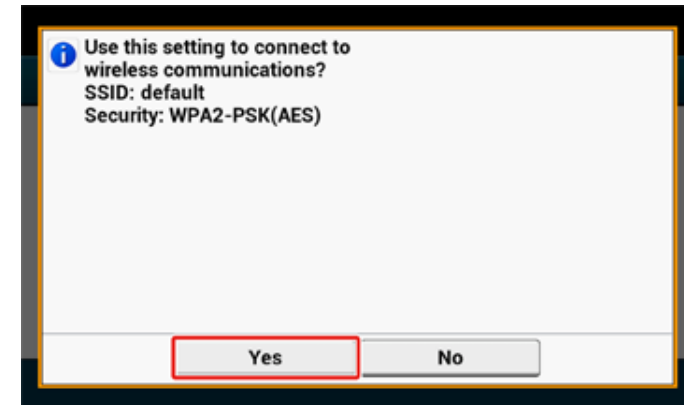 Use this setting to connect to
wireless communications?
SSID: default
Security: WPA2-PSK(AES)
Yes
No